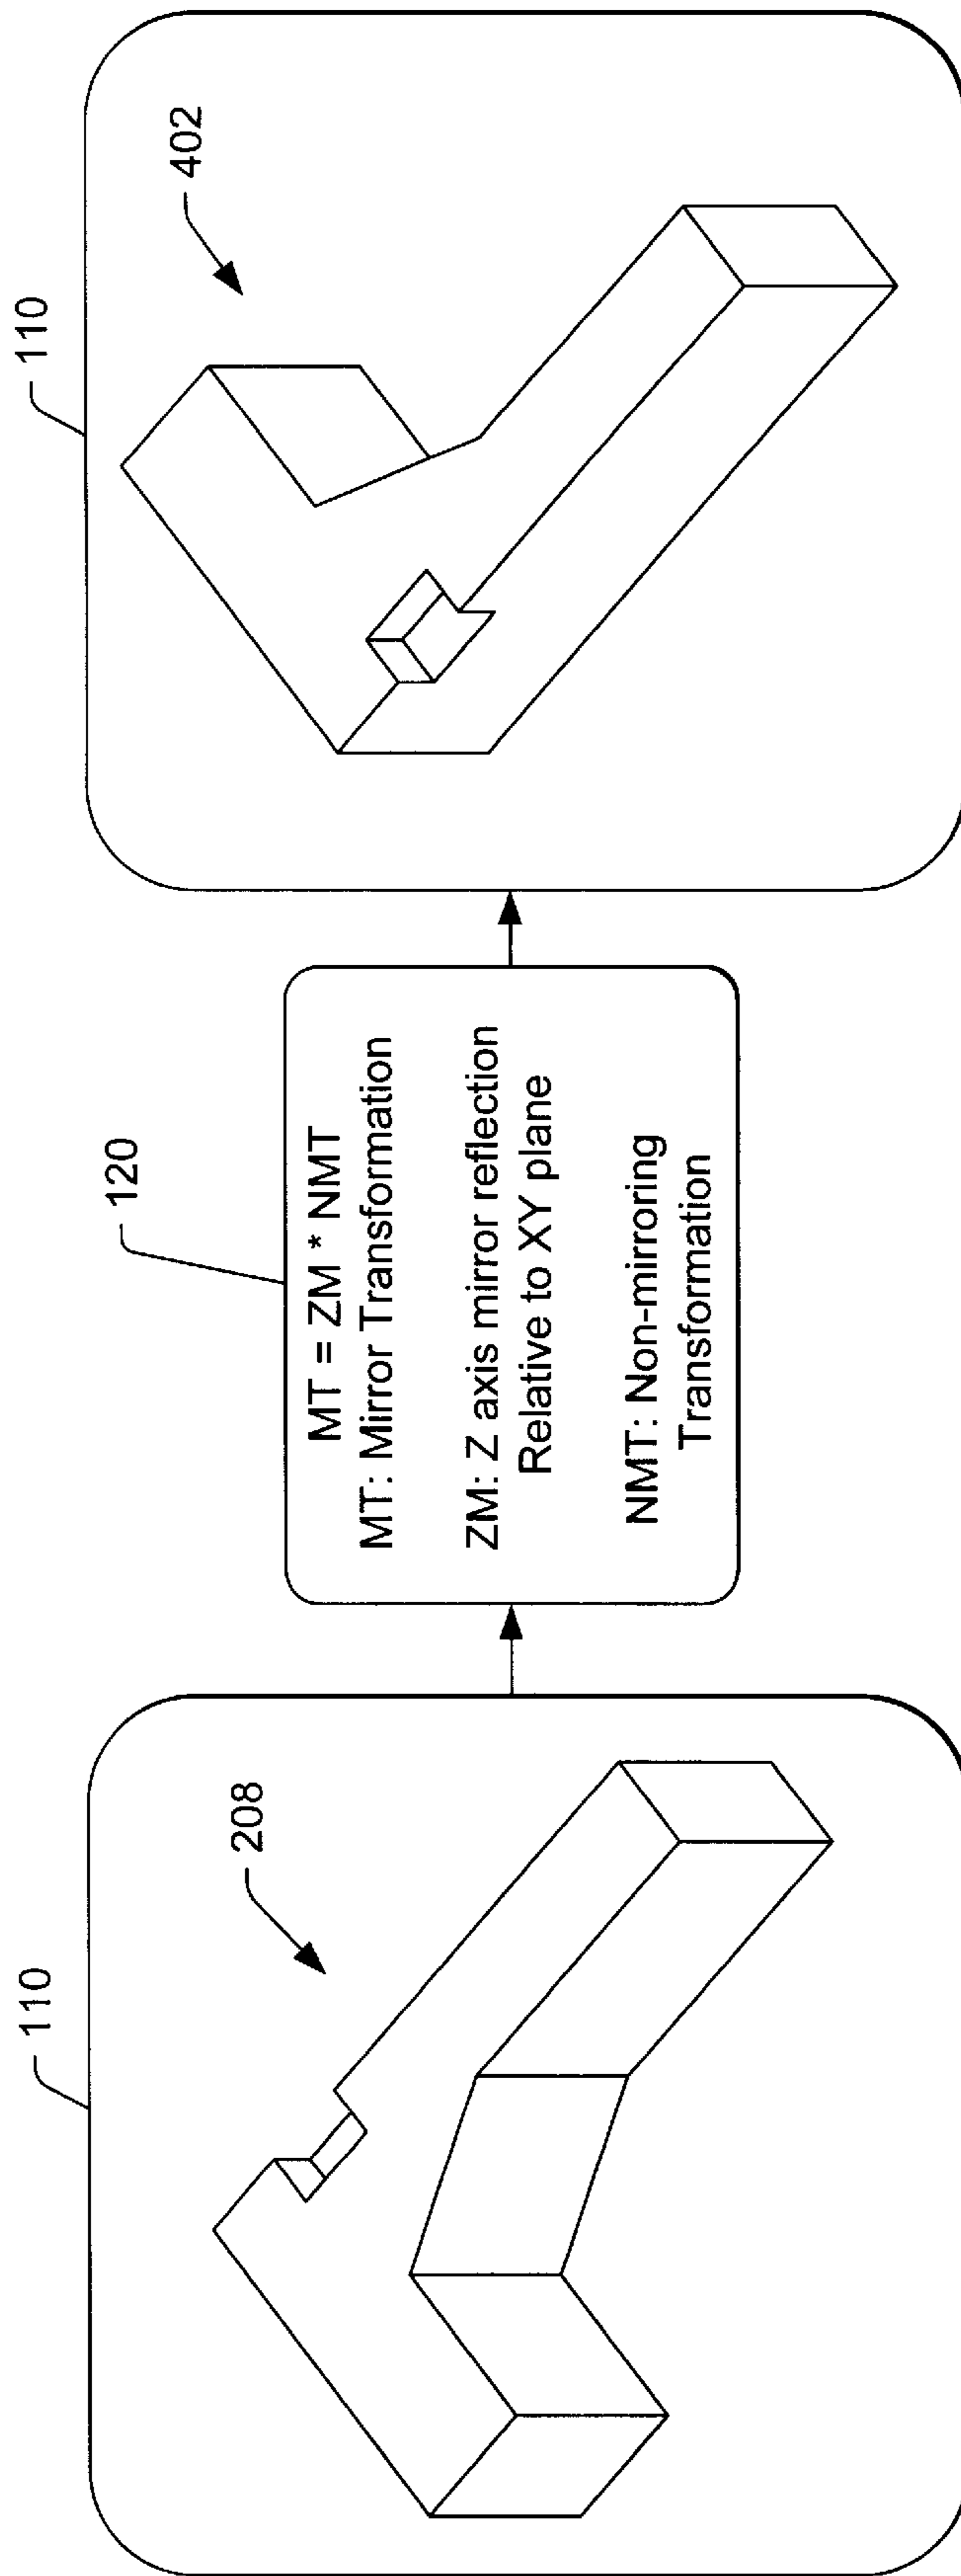 110
208
120
MT = ZM * NMT
MT: Mirror Transformation
ZM: Z axis mirror reflection
Relative to XY plane
NMT: Non-mirroring
Transformation
110
402